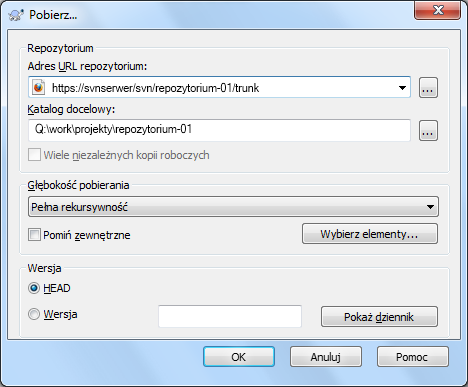 Pobierz...
Repozytorium
Adres URL repozytorium:
https://svnserwer/svn/repozytorium-01/trunk
...
Katalog docelowy:
Q:\work\projekty\repozytorium-01
...
Wiele niezależnych kopii roboczych
Głębokość pobierania
Pełna rekursywność
Pomiń zewnętrzne
Wybierz elementy...
Wersja
HEAD
Wersja
Pokaż dziennik
OK
Anuluj
Pomoc